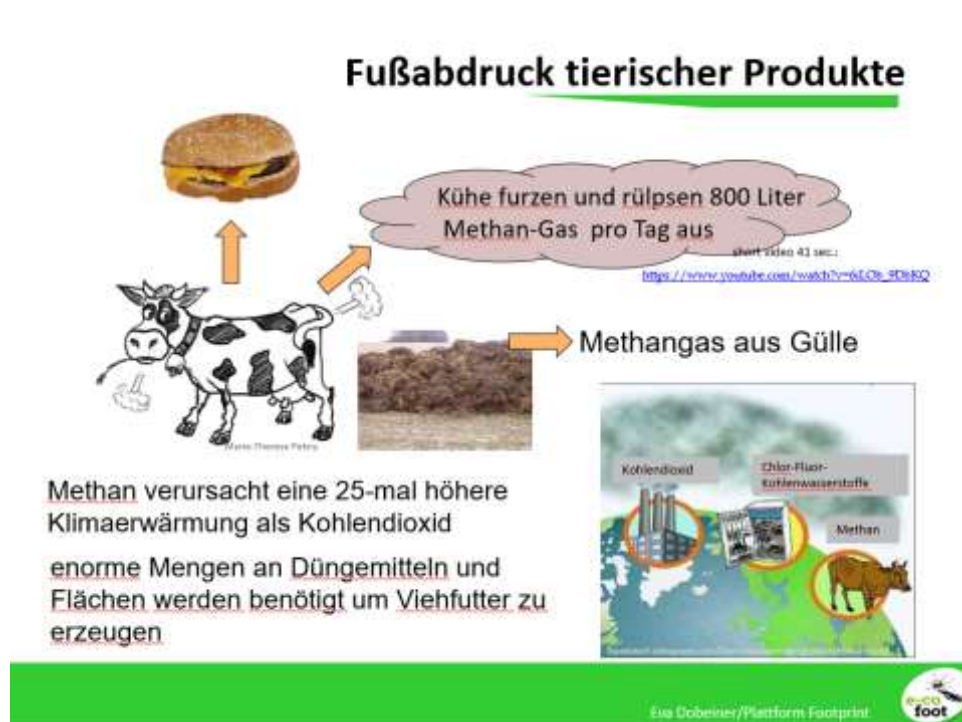 Fußabdruck tierischer Produkte
Kühe furzen und rülpsen 800 Liter
Methan-Gas pro Tag aus
short video 41 sec.:
Methangas aus Gülle
Methan verursacht eine 25-mal höhere
Klimaerwärmung als Kohlendioxid
enorme Mengen an Düngemitteln und
Flächen werden benötigt um Viehfutter zu
erzeugen
Kohlendioxid
Chlor-Fluor-
Kohlenwasserstoffe
Methan
Eva Dobeiner/Plattform Footprint
e-co
foot